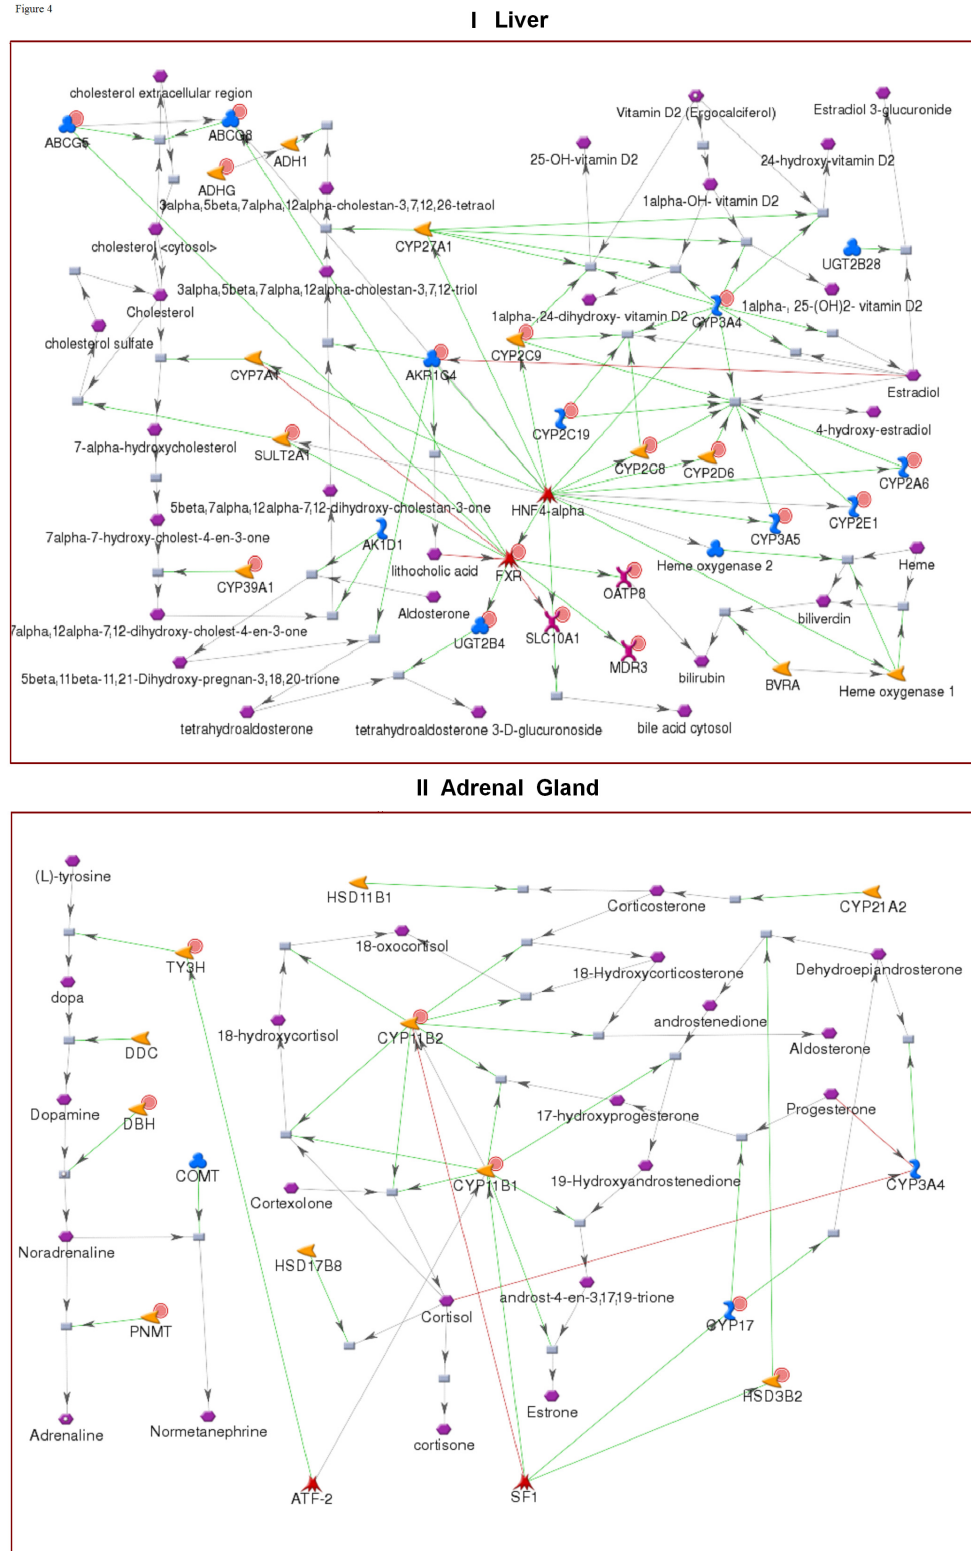 Figure 4
I Liver
cholesterol extracellular region
Vitamin D2 (Ergocalciferol)
Estradiol 3-glucuronide
ABCG5
ABCG8
ADH1
25-OH-vitamin D2
24-hydroxy-vitamin D2
ADHG
3alpha,5beta,7alpha,12alpha-cholestan-3,7,12,26-tetraol
1alpha-OH- vitamin D2
cholesterol <cytosol>
CYP27A1
UGT2B28
3alpha,5beta,7alpha,12alpha-cholestan-3,7,12-triol
Cholesterol
1alpha-,24-dihydroxy- vitamin D2
CYP3A4
1alpha-, 25-(OH)2- vitamin D2
cholesterol sulfate
CYP2C9
CYP7A1
AKR1C4
Estradiol
4-hydroxy-estradiol
7-alpha-hydroxycholesterol
SULT2A1
CYP2C19
CYP2C8
CYP2D6
CYP2A6
5beta,7alpha,12alpha-7,12-dihydroxy-cholestan-3-one
HNF4-alpha
CYP2E1
7alpha-7-hydroxy-cholest-4-en-3-one
AK1D1
CYP3A5
Heme oxygenase 2
Heme
CYP39A1
lithocholic acid
FXR
OATP8
Aldosterone
biliverdin
7alpha,12alpha-7,12-dihydroxy-cholest-4-en-3-one
UGT2B4
SLC10A1
MDR3
5beta,11beta-11,21-Dihydroxy-pregnan-3,18,20-trione
bilirubin
BVRA
Heme oxygenase 1
tetrahydroaldosterone
tetrahydroaldosterone 3-D-glucuronoside
bile acid cytosol
II Adrenal Gland
(L)-tyrosine
HSD11B1
Corticosterone
CYP21A2
TY3H
18-oxocortisol
18-Hydroxycorticosterone
Dehydroepiandrosterone
dopa
androstenedione
18-hydroxycortisol
CYP11B2
Aldosterone
DDC
Dopamine
DBH
17-hydroxyprogesterone
Progesterone
COMT
CYP11B1
19-Hydroxyandrostenedione
CYP3A4
Cortexolone
Noradrenaline
HSD17B8
androst-4-en-3,17,19-trione
Cortisol
PNMT
CYP17
HSD3B2
Adrenaline
Normetanephrine
Estrone
cortisone
ATF-2
SF1